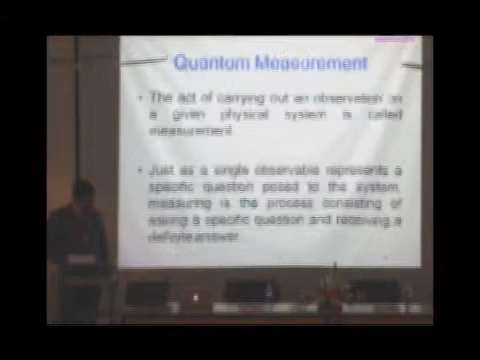 Quantum Measurement
• The act of carrying out an observation on
a given physical system is called
measurement.
• Just as a single observable represents a
specific question posed to the system,
measuring is the process consisting of
asking a specific question and receiving a
definite answer.